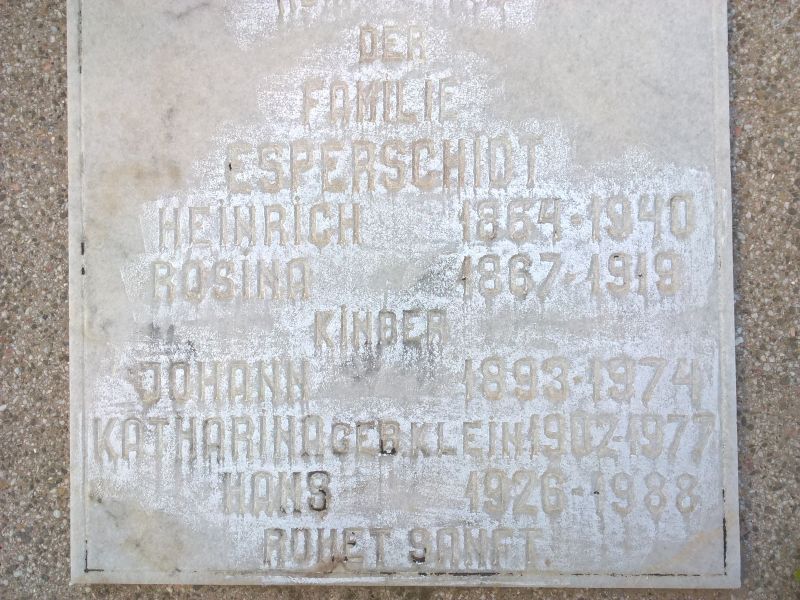 DER
FAMILIE
ESPERSCHIDT
HEINRICH 1864-1940
ROSINA 1867-1919
KINDER
JOHANN 1893-1974
KATHARINA GEB. KLEIN 1902-1977
HANS 1926-1988
RUHET SANFT.